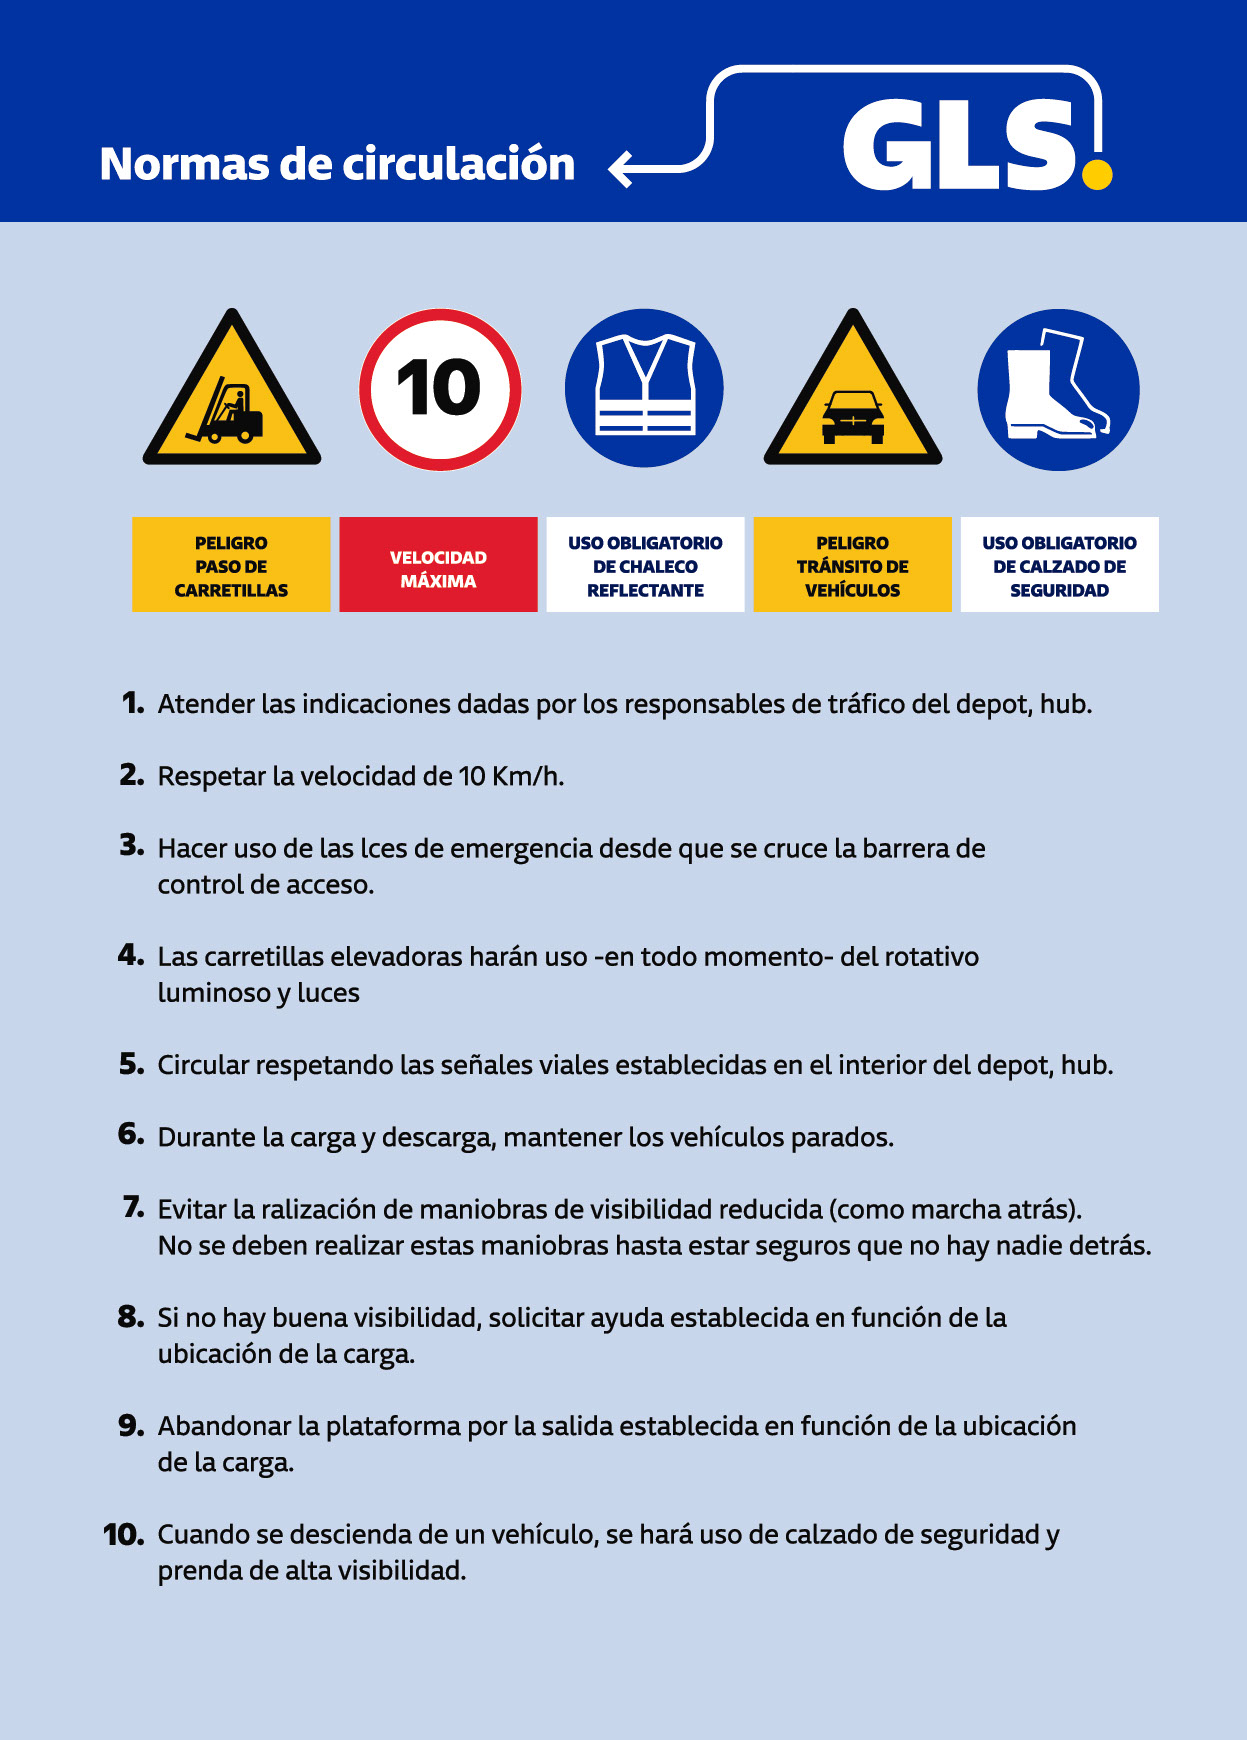 Normas de circulación
GLS.
10
PELIGRO
PASO DE
CARRETILLAS
VELOCIDAD
MÁXIMA
USO OBLIGATORIO
DE CHALECO
REFLECTANTE
PELIGRO
TRÁNSITO DE
VEHÍCULOS
USO OBLIGATORIO
DE CALZADO DE
SEGURIDAD
1. Atender las indicaciones dadas por los responsables de tráfico del depot, hub.
2. Respetar la velocidad de 10 Km/h.
3. Hacer uso de las lces de emergencia desde que se cruce la barrera de
control de acceso.
4. Las carretillas elevadoras harán uso -en todo momento- del rotativo
luminoso y luces
5. Circular respetando las señales viales establecidas en el interior del depot, hub.
6. Durante la carga y descarga, mantener los vehículos parados.
7. Evitar la ralización de maniobras de visibilidad reducida (como marcha atrás).
No se deben realizar estas maniobras hasta estar seguros que no hay nadie detrás.
8. Si no hay buena visibilidad, solicitar ayuda establecida en función de la
ubicación de la carga.
9. Abandonar la plataforma por la salida establecida en función de la ubicación
de la carga.
10. Cuando se descienda de un vehículo, se hará uso de calzado de seguridad y
prenda de alta visibilidad.